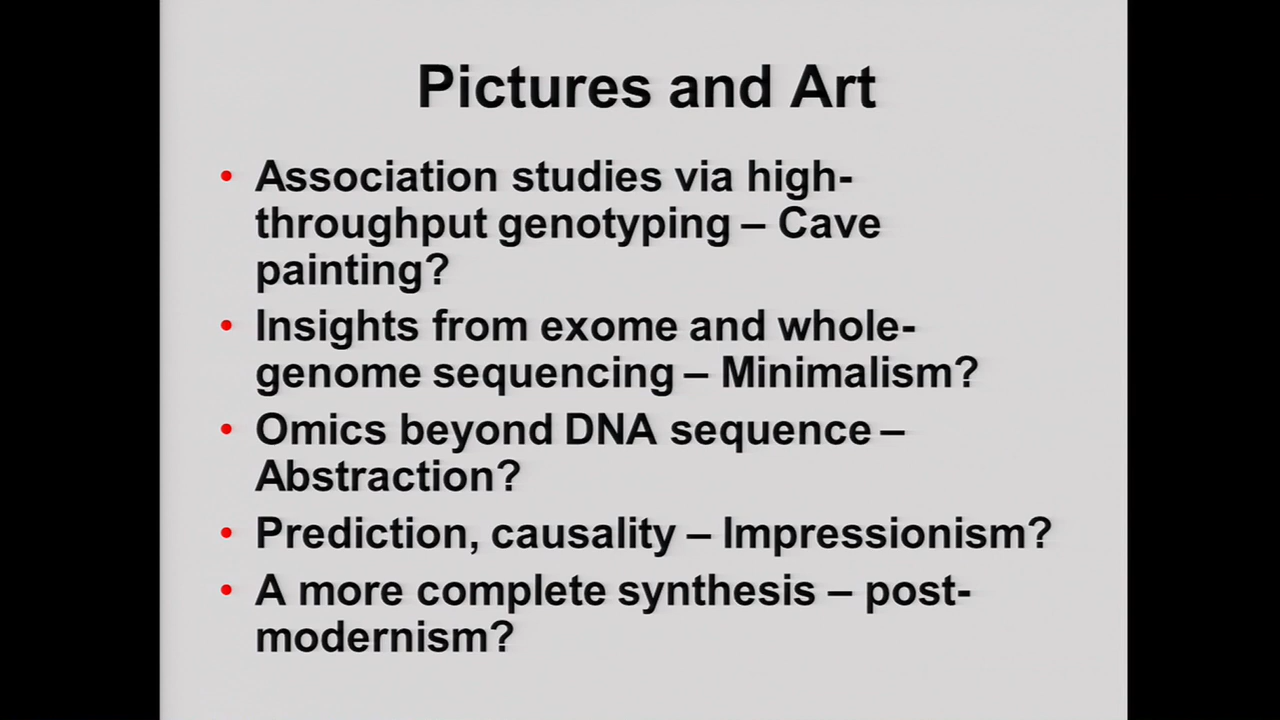 Pictures and Art
• Association studies via high-
throughput genotyping – Cave
painting?
• Insights from exome and whole-
genome sequencing – Minimalism?
• Omics beyond DNA sequence –
Abstraction?
• Prediction, causality – Impressionism?
• A more complete synthesis – post-
modernism?